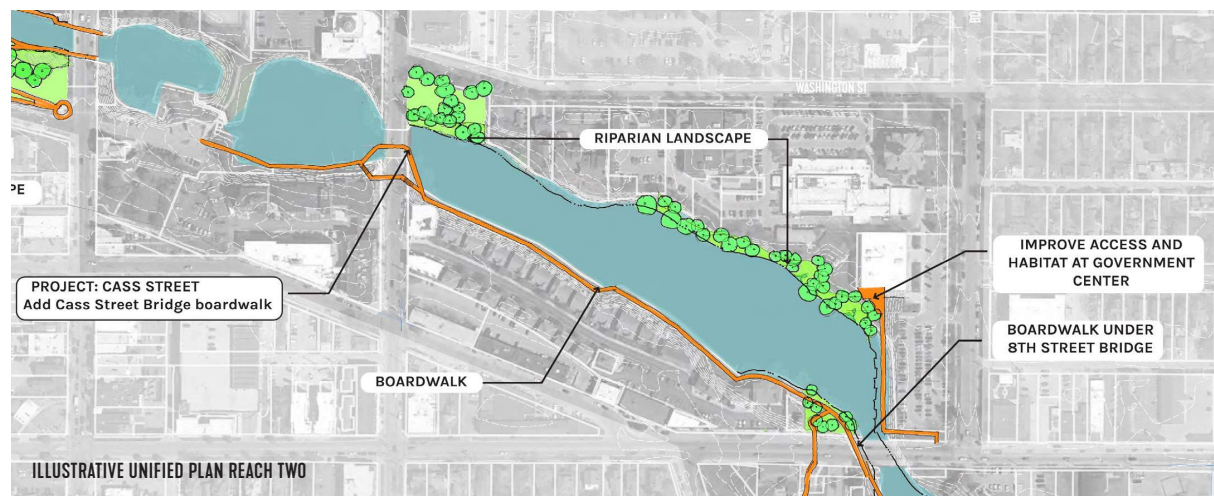 WASHINGTON ST
RIPARIAN LANDSCAPE
PE
IMPROVE ACCESS AND
HABITAT AT GOVERNMENT
CENTER
PROJECT: CASS STREET
Add Cass Street Bridge boardwalk
BOARDWALK UNDER
8TH STREET BRIDGE
BOARDWALK
ILLUSTRATIVE UNIFIED PLAN REACH TWO